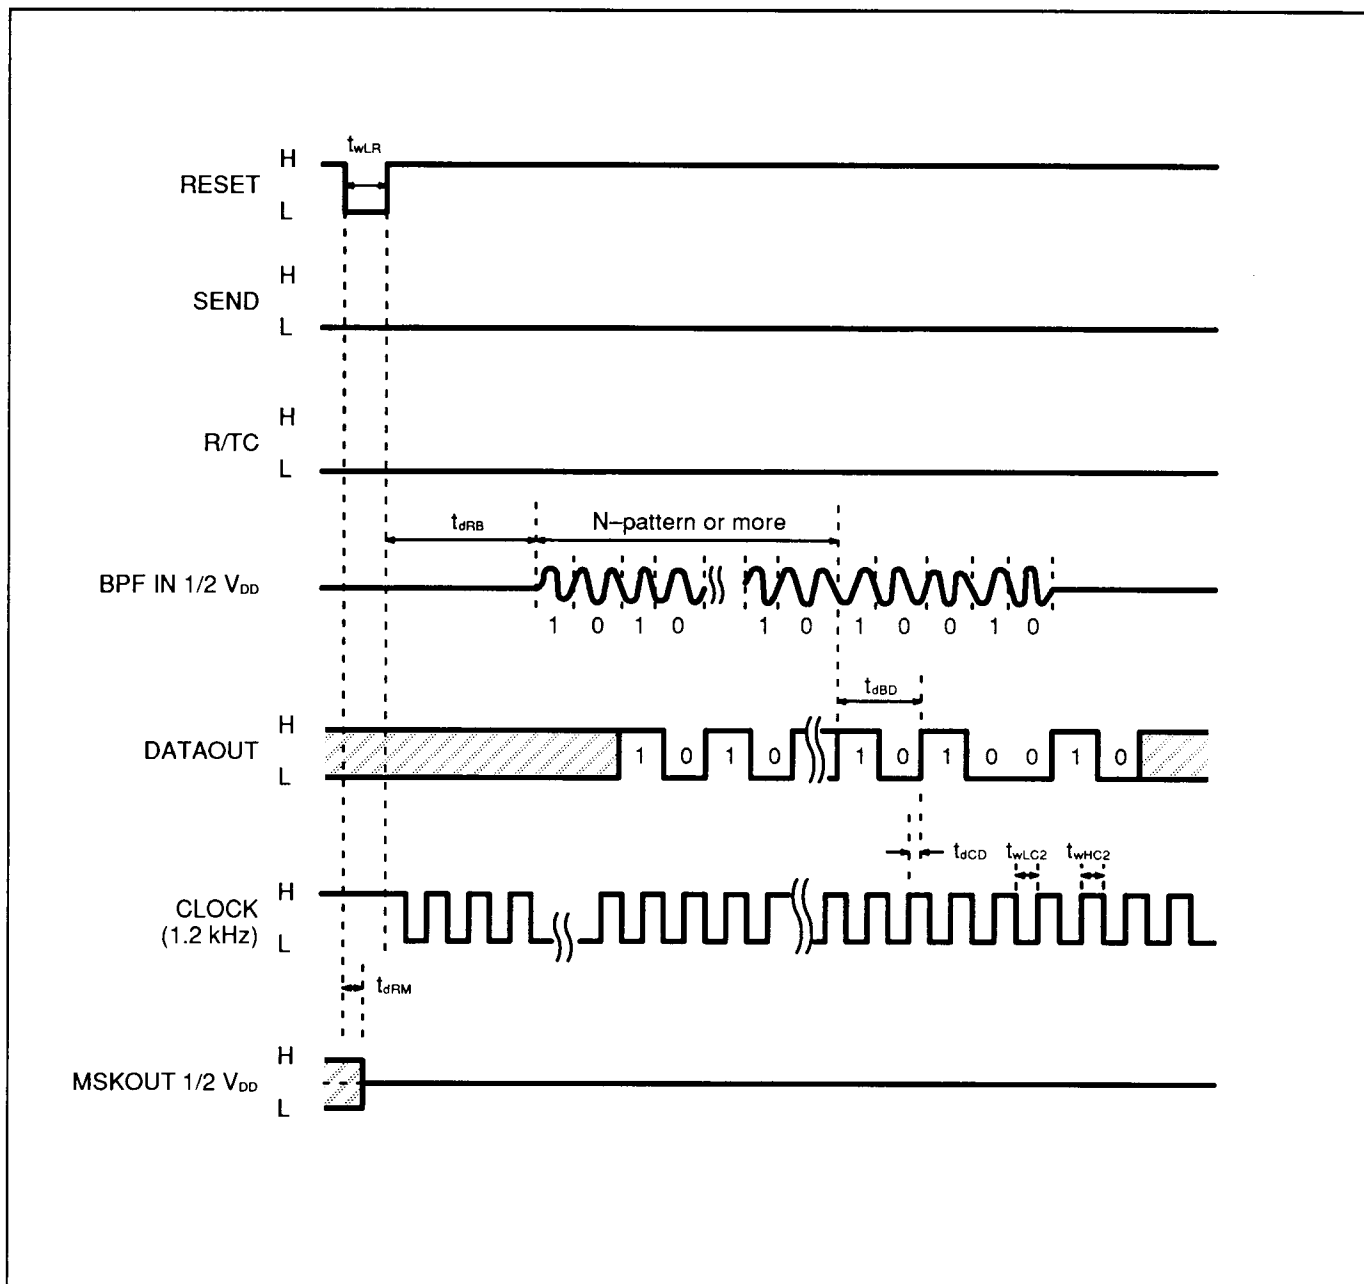 t_wLR
H
RESET
L
H
SEND
L
H
R/TC
L
t_dRB N–pattern or more
BPF IN 1/2 V_DD
1 0 1 0 1 0 1 0 0 1 0
t_dBD
H
DATAOUT 1 0 1 0 1 0 1 0 0 1 0
L
t_dCD t_wLC2 t_wHC2
H
CLOCK
(1.2 kHz)
L
t_dRM
H
MSKOUT 1/2 V_DD
L